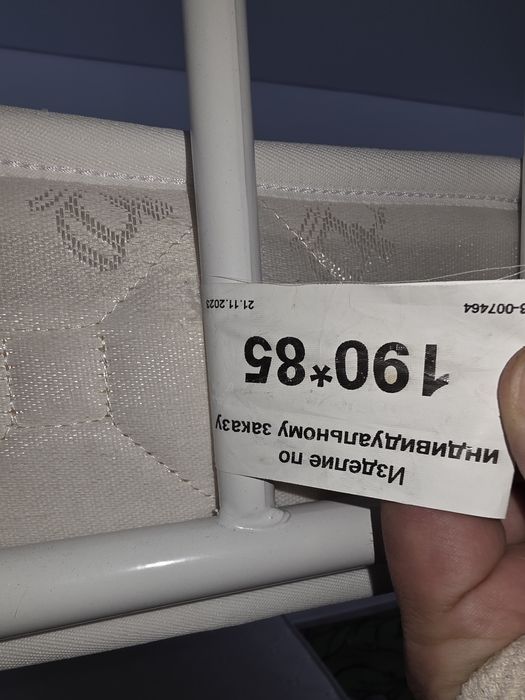 Изделие по
индивидуальному заказу
190*85
3-007464 21.11.2023